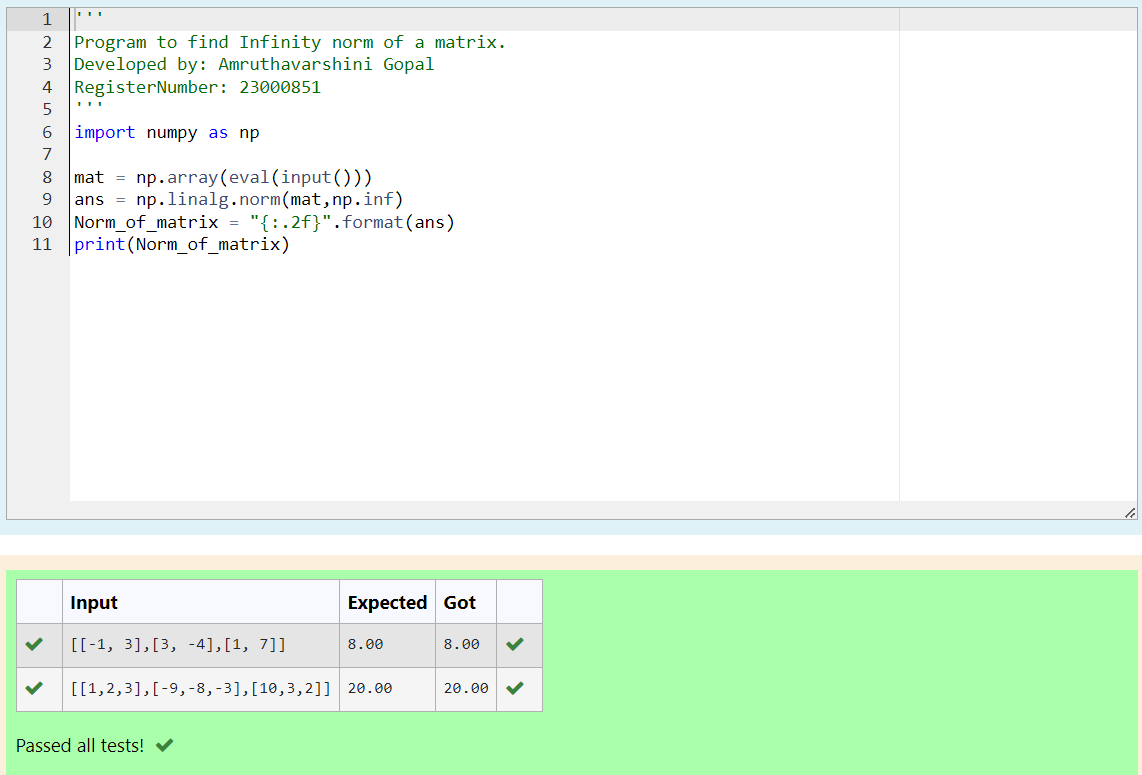 1 '''
2 Program to find Infinity norm of a matrix.
3 Developed by: Amruthavarshini Gopal
4 RegisterNumber: 23000851
5 '''
6 import numpy as np
7
8 mat = np.array(eval(input()))
9 ans = np.linalg.norm(mat,np.inf)
10 Norm_of_matrix = "{:.2f}".format(ans)
11 print(Norm_of_matrix)
Input Expected Got
[[-1, 3],[3, -4],[1, 7]] 8.00 8.00
[[1,2,3],[-9,-8,-3],[10,3,2]] 20.00 20.00
Passed all tests!